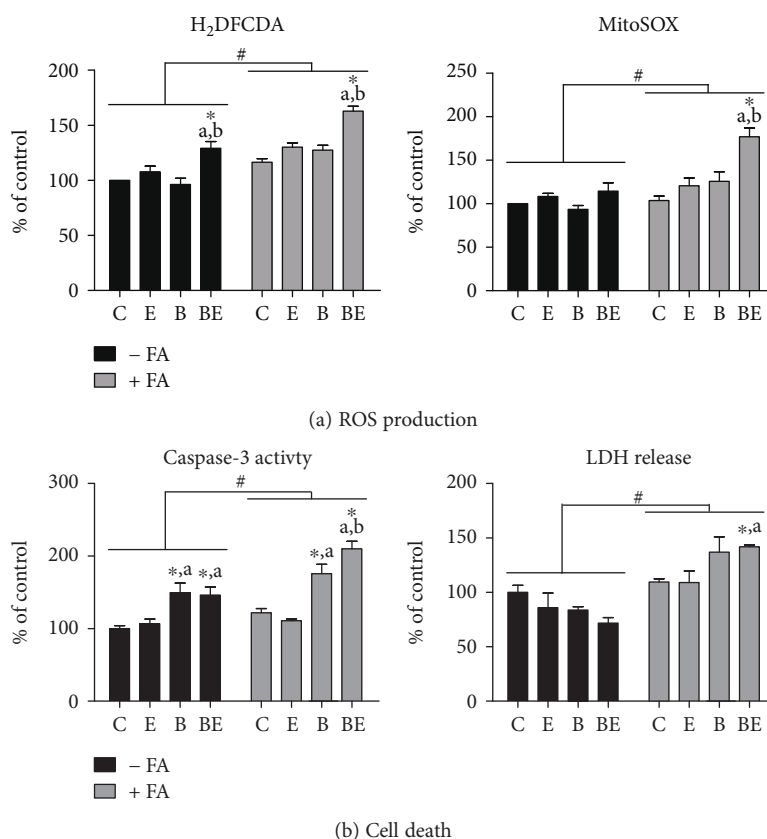 H₂DFCDA
#
% of control
200
150
100
50
0
*
a,b
*
a,b
C E B BE C E B BE
− FA
+ FA
MitoSOX
#
% of control
250
200
150
100
50
0
*
a,b
C E B BE C E B BE
(a) ROS production
Caspase-3 activty
#
% of control
300
200
100
0
*,a *,a
*,a
*
a,b
C E B BE C E B BE
− FA
+ FA
LDH release
#
% of control
200
150
100
50
0
*,a
C E B BE C E B BE
(b) Cell death